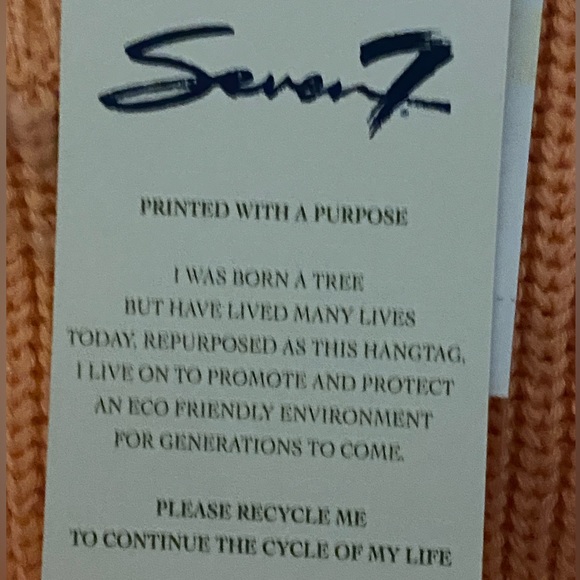 Seven7
PRINTED WITH A PURPOSE
I WAS BORN A TREE
BUT HAVE LIVED MANY LIVES
TODAY, REPURPOSED AS THIS HANGTAG,
I LIVE ON TO PROMOTE AND PROTECT
AN ECO FRIENDLY ENVIRONMENT
FOR GENERATIONS TO COME.
PLEASE RECYCLE ME
TO CONTINUE THE CYCLE OF MY LIFE